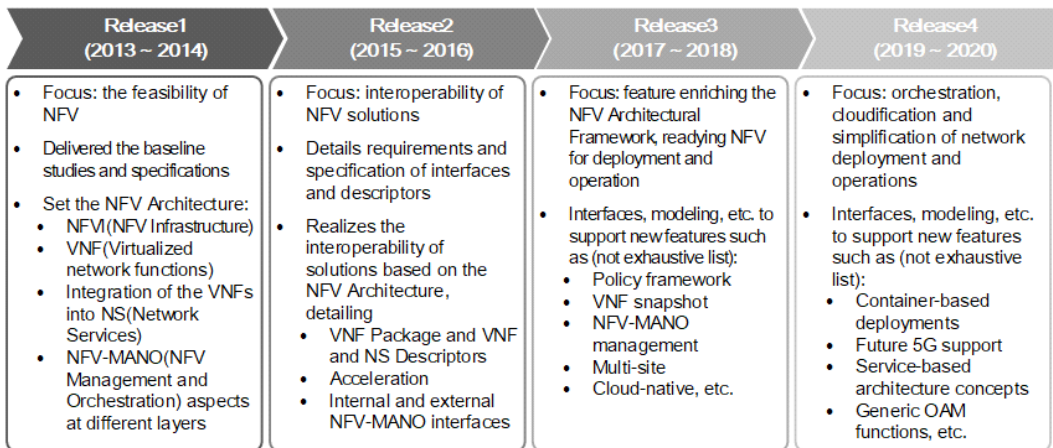 Release1
(2013 ~ 2014)
• Focus: the feasibility of
NFV
• Delivered the baseline
studies and specifications
• Set the NFV Architecture:
• NFVI(NFV Infrastructure)
• VNF(Virtualized
network functions)
• Integration of the VNFs
into NS(Network
Services)
• NFV-MANO(NFV
Management and
Orchestration) aspects
at different layers
Release2
(2015 ~ 2016)
• Focus: interoperability of
NFV solutions
• Details requirements and
specification of interfaces
and descriptors
• Realizes the
interoperability of
solutions based on the
NFV Architecture,
detailing
• VNF Package and VNF
and NS Descriptors
• Acceleration
• Internal and external
NFV-MANO interfaces
Release3
(2017 ~ 2018)
• Focus: feature enriching the
NFV Architectural
Framework, readying NFV
for deployment and
operation
• Interfaces, modeling, etc. to
support new features such
as (not exhaustive list):
• Policy framework
• VNF snapshot
• NFV-MANO
management
• Multi-site
• Cloud-native, etc.
Release4
(2019 ~ 2020)
• Focus: orchestration,
cloudification and
simplification of network
deployment and
operations
• Interfaces, modeling, etc.
to support new features
such as (not exhaustive
list):
• Container-based
deployments
• Future 5G support
• Service-based
architecture concepts
• Generic OAM
functions, etc.